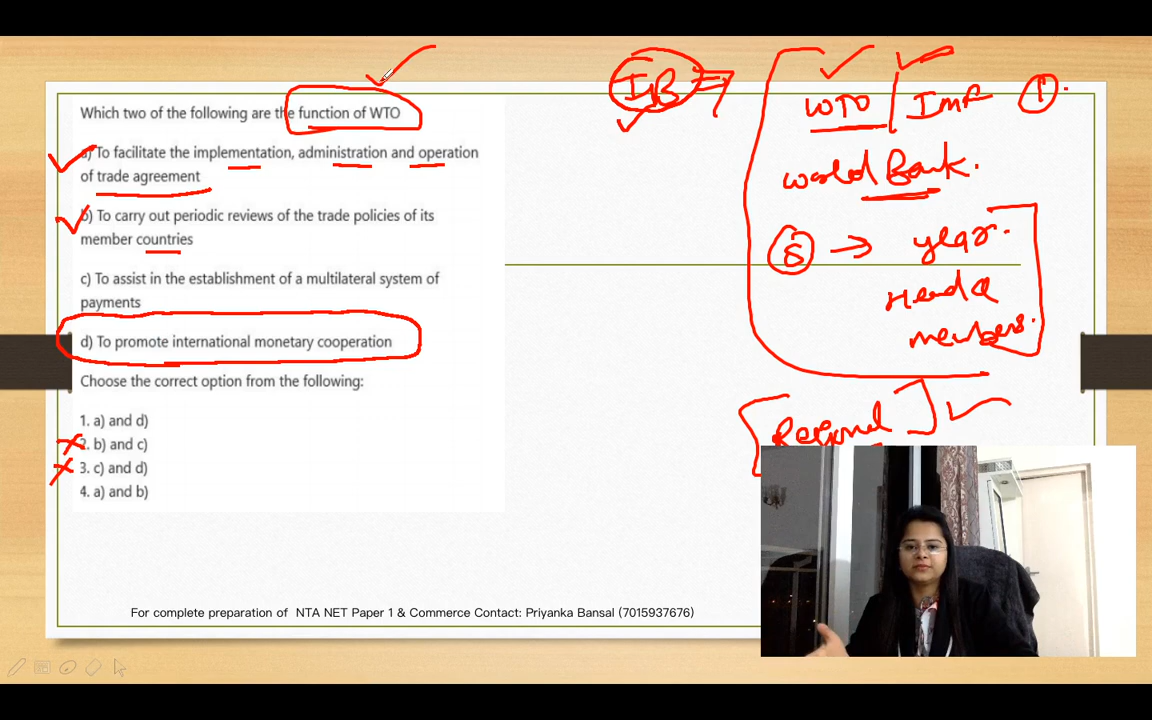 Which two of the following are the function of WTO
a) To facilitate the implementation, administration and operation
of trade agreement
b) To carry out periodic reviews of the trade policies of its
member countries
c) To assist in the establishment of a multilateral system of
payments
d) To promote international monetary cooperation
Choose the correct option from the following:
1. a) and d)
2. b) and c)
3. c) and d)
4. a) and b)
IB
WTO / IMF ①.
world Bank.
→ year.
Head Q
members.
[Regional]
For complete preparation of NTA NET Paper 1 & Commerce Contact: Priyanka Bansal (7015937676)